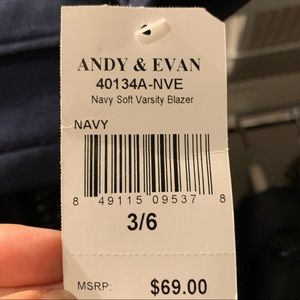 ANDY & EVAN
40134A-NVE
Navy Soft Varsity Blazer
NAVY
8 49115 09537 8
3/6
MSRP: $69.00